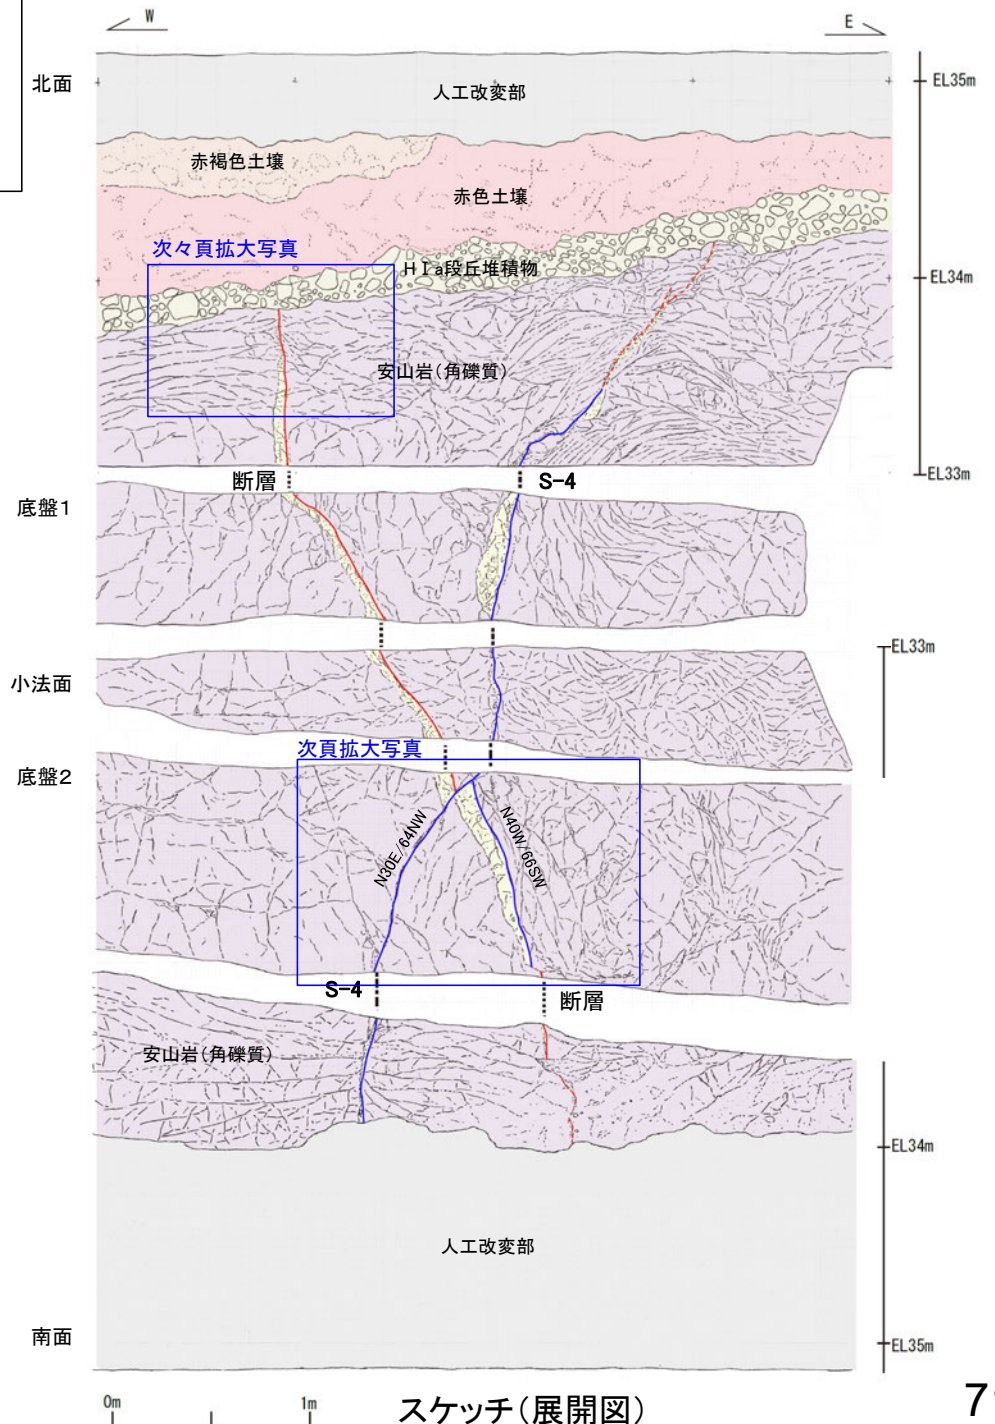 W
E
北面
EL35m
人工改変部
赤褐色土壌
赤色土壌
次々頁拡大写真
HⅠa段丘堆積物
EL34m
安山岩(角礫質)
EL33m
断層
S-4
底盤1
EL33m
小法面
次頁拡大写真
底盤2
N30E/64NW
N40W/66SW
S-4
断層
安山岩(角礫質)
EL34m
人工改変部
南面
EL35m
0m
1m
スケッチ(展開図)